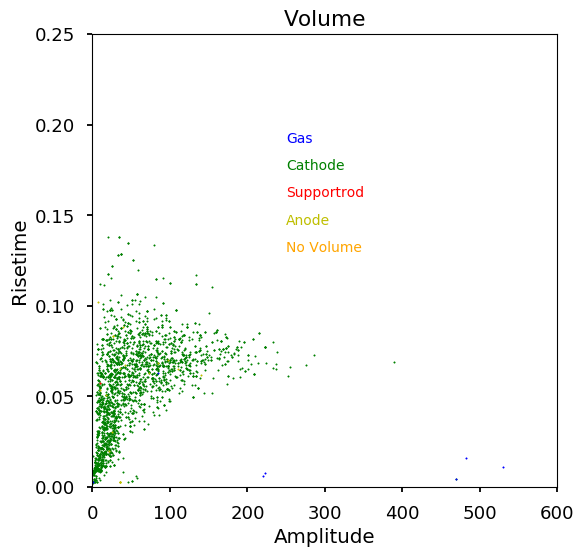 Volume
0.25
0.20
0.15
0.10
0.05
0.00
Risetime
Gas
Cathode
Supportrod
Anode
No Volume
0 100 200 300 400 500 600
Amplitude